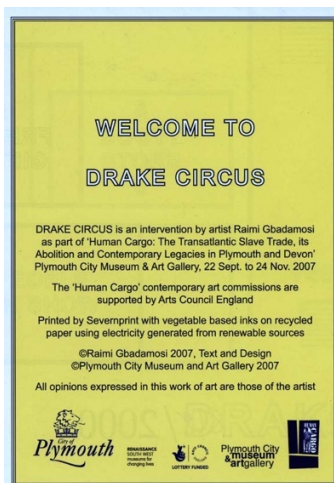 WELCOME TO
DRAKE CIRCUS
DRAKE CIRCUS is an intervention by artist Raimi Gbadamosi
as part of 'Human Cargo: The Transatlantic Slave Trade, its
Abolition and Contemporary Legacies in Plymouth and Devon'
Plymouth City Museum & Art Gallery, 22 Sept. to 24 Nov. 2007
The 'Human Cargo' contemporary art commissions are
supported by Arts Council England
Printed by Severnprint with vegetable based inks on recycled
paper using electricity generated from renewable sources
©Raimi Gbadamosi 2007, Text and Design
©Plymouth City Museum and Art Gallery 2007
All opinions expressed in this work of art are those of the artist
City of
Plymouth
RENAISSANCE
SOUTH WEST
museums for
changing lives
LOTTERY FUNDED
Plymouth City
&museum
artgallery
CARGO